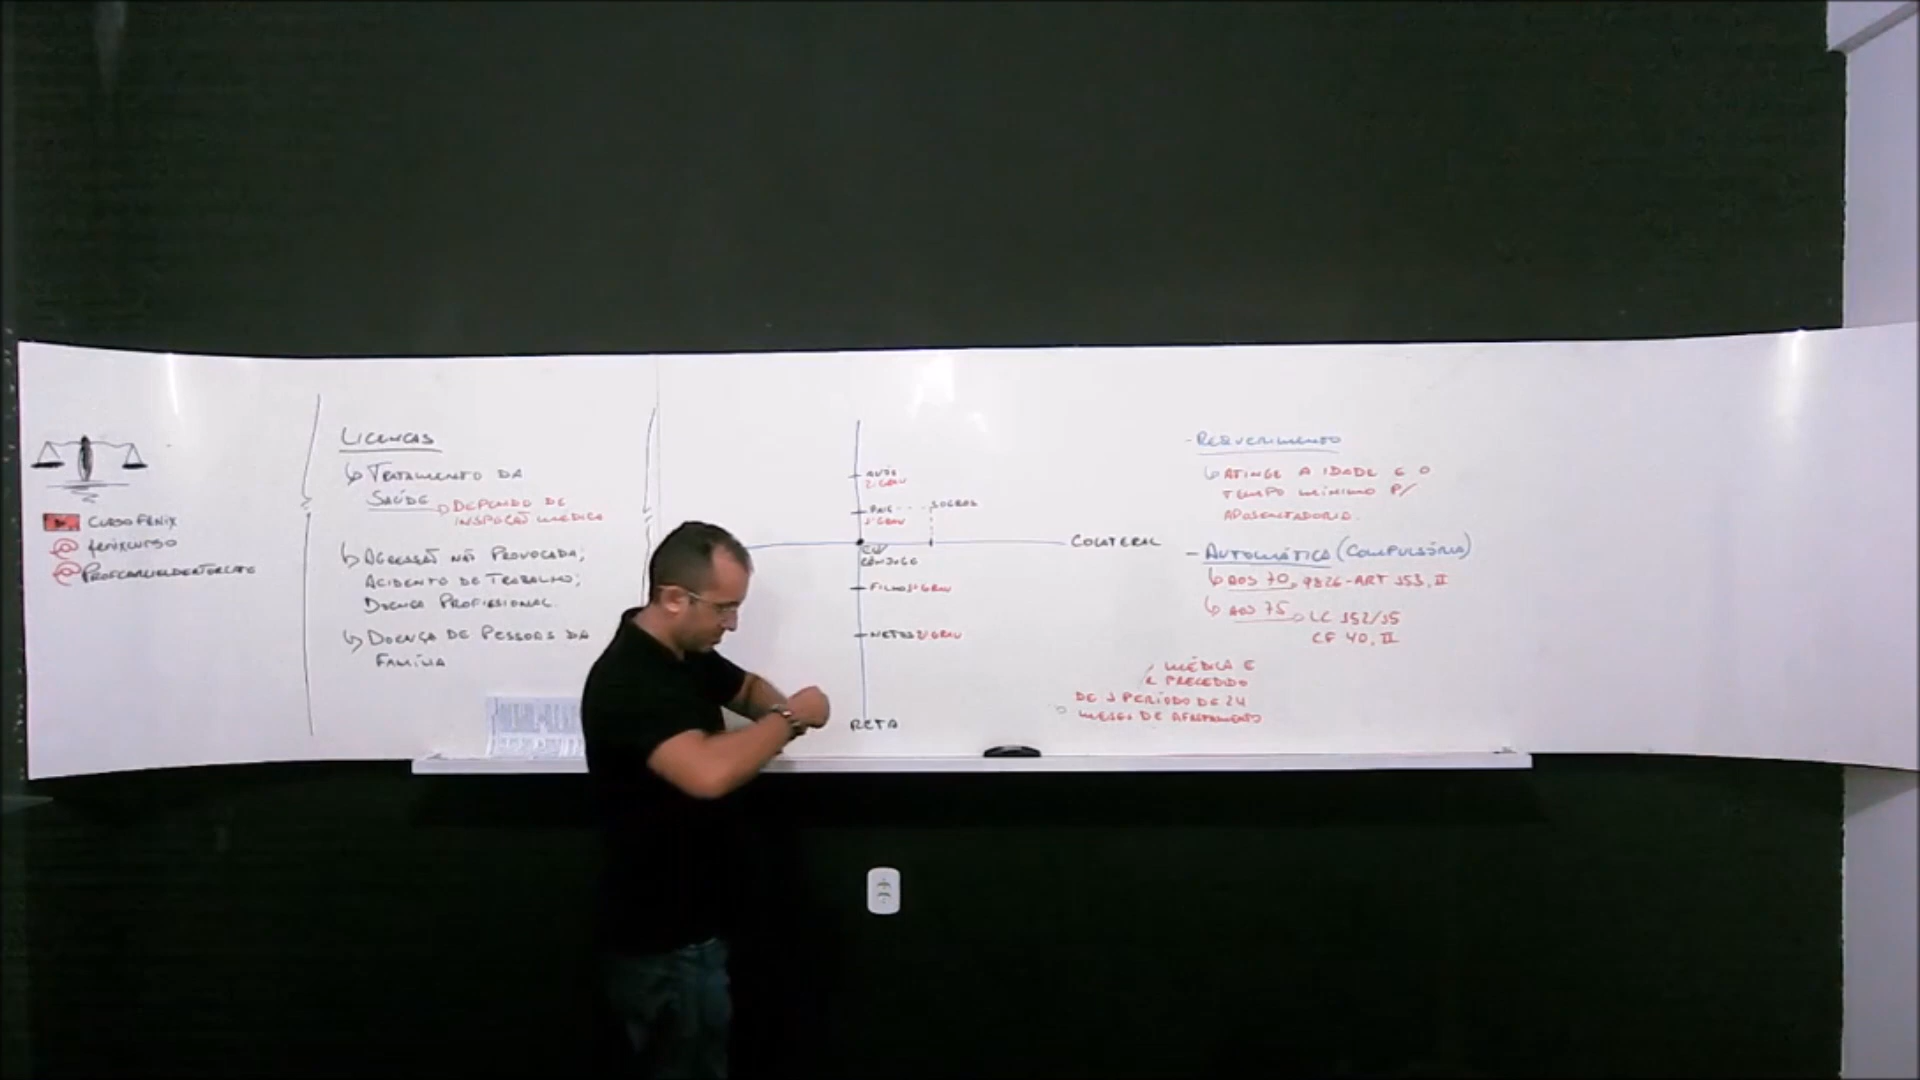 CURSO FÊNIX
@ fenixcurso
LICENÇAS
↳ TRATAMENTO DA
SAÚDE → DEPENDE DE
INSPEÇÃO MÉDICA
↳ AGRESSÃO NÃO PROVOCADA;
ACIDENTE DE TRABALHO;
DOENÇA PROFISSIONAL.
↳ DOENÇA DE PESSOAS DA
FAMÍLIA
AVÓS
2º GRAU
PAIS
1º GRAU
SOGROS
EU
CÔNJUGE
COLATERAL
FILHOS 1º GRAU
NETOS 2º GRAU
RETA
- REQUERIMENTO
↳ ATINGE A IDADE E O
TEMPO MÍNIMO P/
APOSENTADORIA.
- AUTOMÁTICA (COMPULSÓRIA)
↳ AOS 70, 9826-ART 153, II
↳ AOS 75 → LC 152/15
CF 40, II
MÉDICA E
PRECEDIDO
DE 1 PERÍODO DE 24
MESES DE AFASTAMENTO